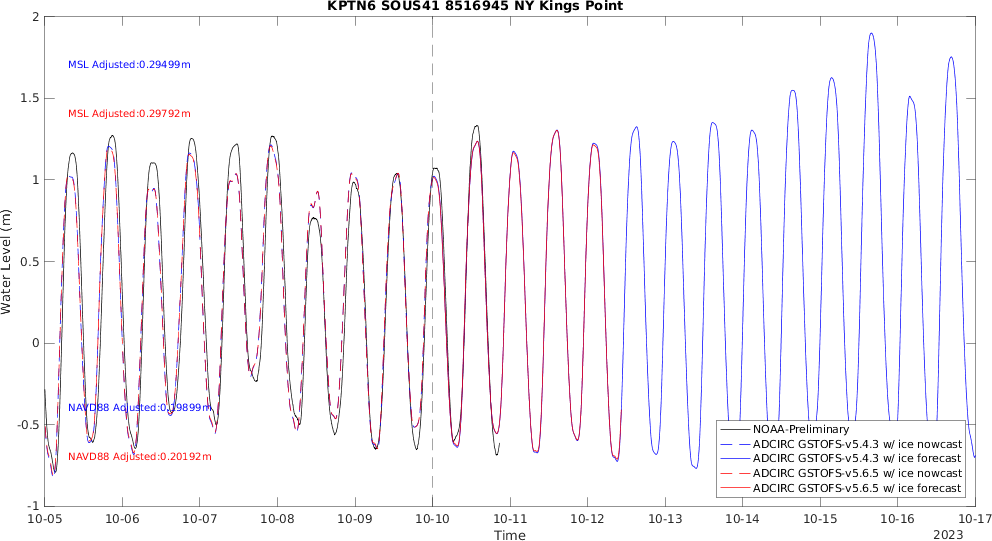 KPTN6 SOUS41 8516945 NY Kings Point
2
1.5
1
0.5
0
-0.5
-1
Water Level (m)
MSL Adjusted:0.29499m
MSL Adjusted:0.29792m
NAVD88 Adjusted:0.19899m
NAVD88 Adjusted:0.20192m
NOAA-Preliminary
ADCIRC GSTOFS-v5.4.3 w/ ice nowcast
ADCIRC GSTOFS-v5.4.3 w/ ice forecast
ADCIRC GSTOFS-v5.6.5 w/ ice nowcast
ADCIRC GSTOFS-v5.6.5 w/ ice forecast
10-05 10-06 10-07 10-08 10-09 10-10 10-11 10-12 10-13 10-14 10-15 10-16 10-17
Time
2023